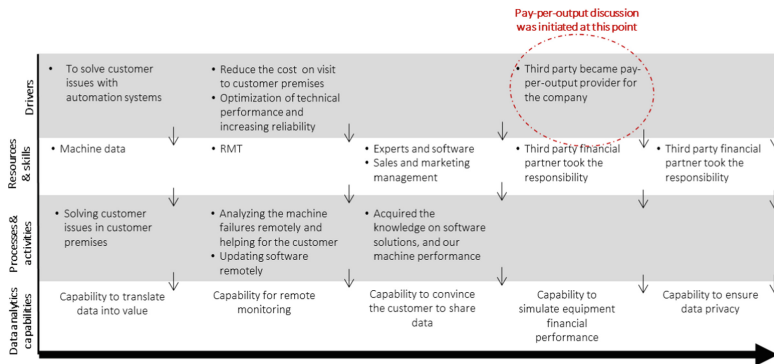 Pay-per-output discussion
was initiated at this point
Drivers
• To solve customer
issues with
automation systems
• Reduce the cost on visit
to customer premises
• Optimization of technical
performance and
increasing reliability
• Third party became pay-
per-output provider for
the company
Resources
& skills
• Machine data
• RMT
• Experts and software
• Sales and marketing
management
• Third party financial
partner took the
responsibility
• Third party financial
partner took the
responsibility
Processes &
activities
• Solving customer
issues in customer
premises
• Analyzing the machine
failures remotely and
helping for the customer
• Updating software
remotely
• Acquired the
knowledge on software
solutions, and our
machine performance
Data analytics
capabilities
Capability to translate
data into value
Capability for remote
monitoring
Capability to convince
the customer to share
data
Capability to
simulate equipment
financial
performance
Capability to ensure
data privacy